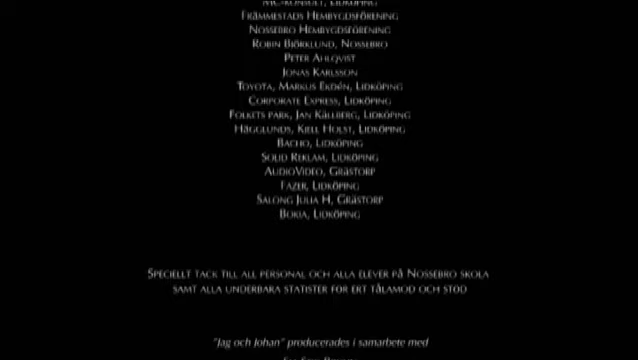 Främmestads Hembygdsförening
Nossebro Hembygdsförening
Robin Björklund, Nossebro
Peter Ahlqvist
Jonas Karlsson
Toyota, Markus Ekdén, Lidköping
Corporate Express, Lidköping
Folkets park, Jan Källberg, Lidköping
Hägglunds, Kjell Holst, Lidköping
Bacho, Lidköping
Solid Reklam, Lidköping
AudioVideo, Grästorp
Fazer, Lidköping
Salong Julia H, Grästorp
Bokia, Lidköping
Speciellt tack till all personal och alla elever på Nossebro skola
samt alla underbara statister för ert tålamod och stöd
"Jag och Johan" producerades i samarbete med